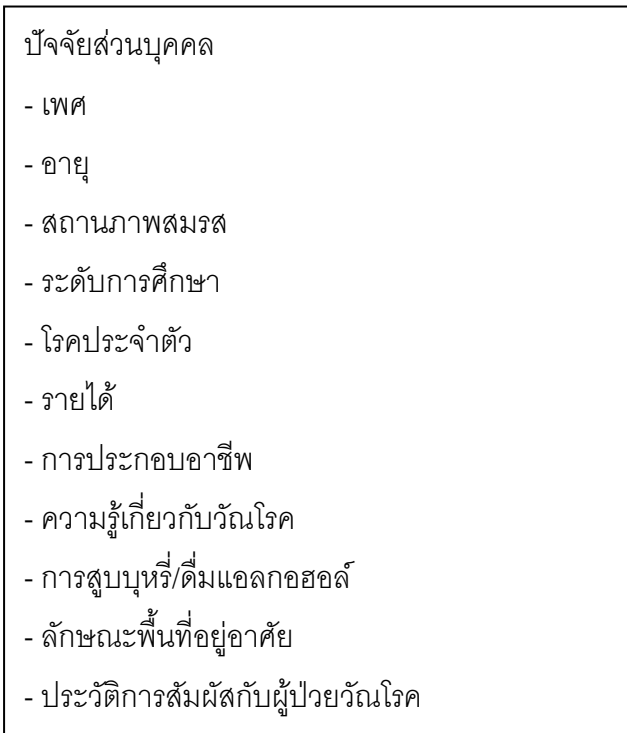 ปัจจัยส่วนบุคคล
- เพศ
- อายุ
- สถานภาพสมรส
- ระดับการศึกษา
- โรคประจำตัว
- รายได้
- การประกอบอาชีพ
- ความรู้เกี่ยวกับวัณโรค
- การสูบบุหรี่/ดื่มแอลกอฮอล์
- ลักษณะพื้นที่อยู่อาศัย
- ประวัติการสัมผัสกับผู้ป่วยวัณโรค